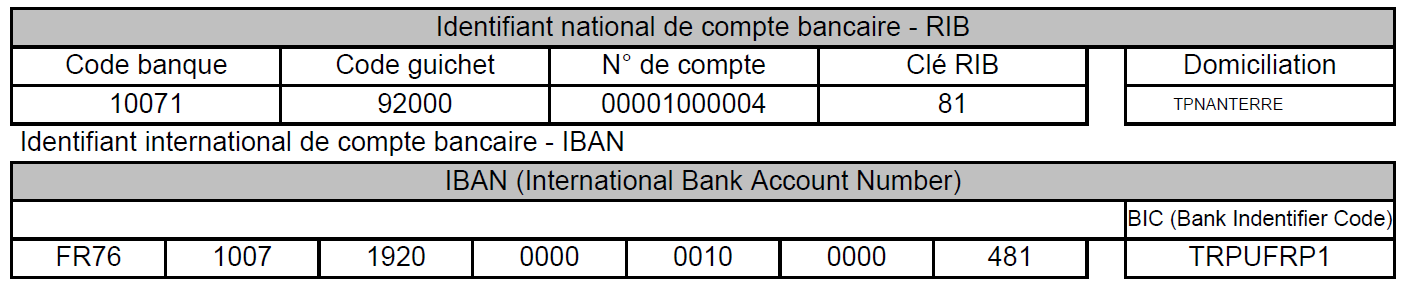 Identifiant national de compte bancaire - RIB
Code banque Code guichet N° de compte Clé RIB Domiciliation
10071 92000 00001000004 81 TPNANTERRE
Identifiant international de compte bancaire - IBAN
IBAN (International Bank Account Number)
BIC (Bank Indentifier Code)
FR76 1007 1920 0000 0010 0000 481 TRPUFRP1